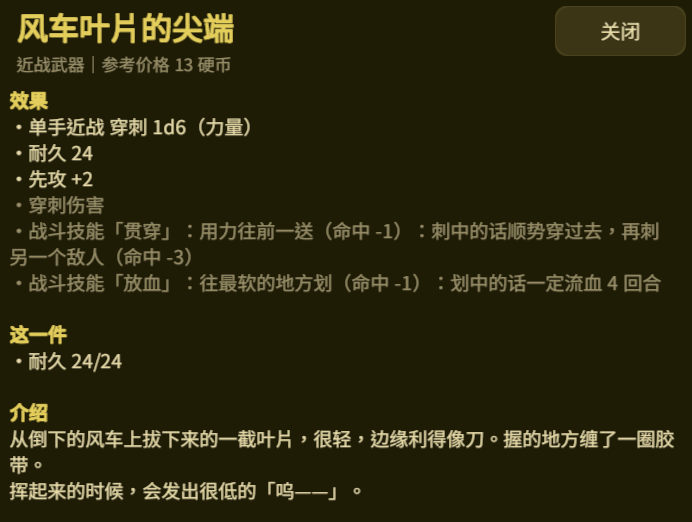 风车叶片的尖端
关闭
近战武器｜参考价格 13 硬币
效果
・单手近战 穿刺 1d6（力量）
・耐久 24
・先攻 +2
・穿刺伤害
・战斗技能「贯穿」：用力往前一送（命中 -1）：刺中的话顺势穿过去，再刺
另一个敌人（命中 -3）
・战斗技能「放血」：往最软的地方划（命中 -1）：划中的话一定流血 4 回合
这一件
・耐久 24/24
介绍
从倒下的风车上拔下来的一截叶片，很轻，边缘利得像刀。握的地方缠了一圈胶
带。
挥起来的时候，会发出很低的「呜——」。